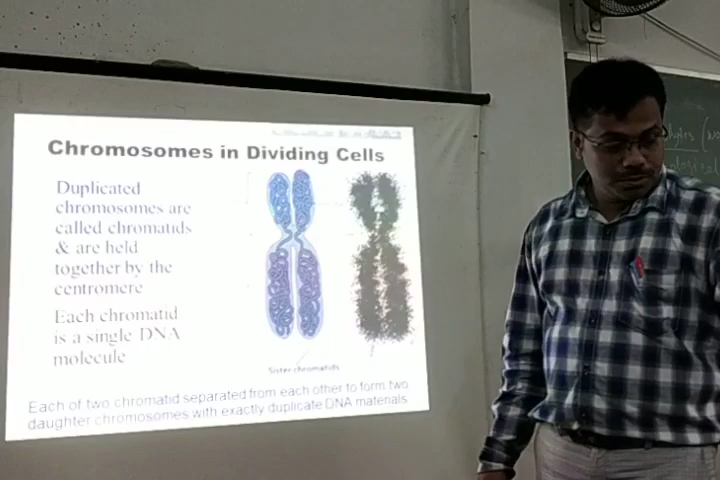 Chromosomes in Dividing Cells
Duplicated
chromosomes are
called chromatids
& are held
together by the
centromere
Each chromatid
is a single DNA
molecule
Sister chromatids
Each of two chromatid separated from each other to form two
daughter chromosomes with exactly duplicate DNA materials